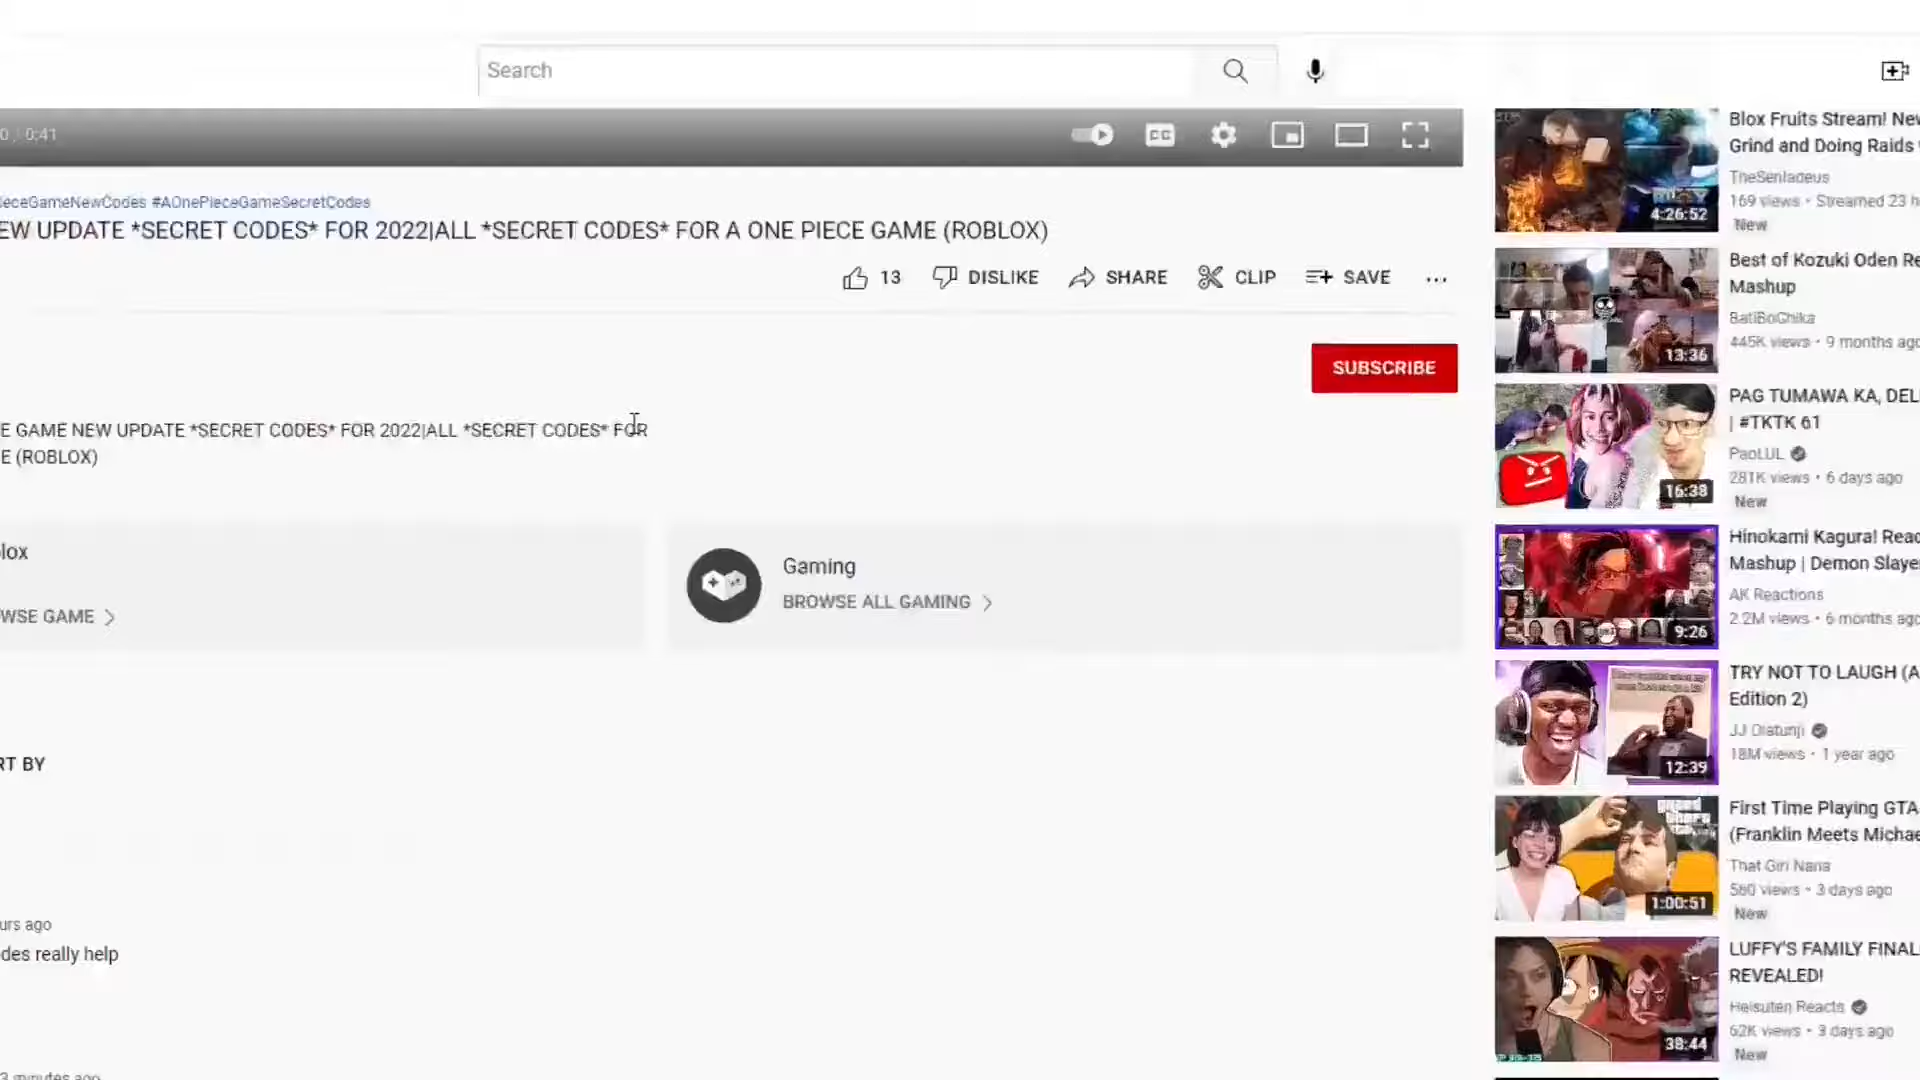 Search
0:41
#AOnePieceGameSecretCodes
UPDATE *SECRET CODES* FOR 2022|ALL *SECRET CODES* FOR A ONE PIECE GAME (ROBLOX)
13 DISLIKE SHARE CLIP SAVE
SUBSCRIBE
E GAME NEW UPDATE *SECRET CODES* FOR 2022|ALL *SECRET CODES* FOR
E (ROBLOX)
lox
WSE GAME
Gaming
BROWSE ALL GAMING
RT BY
urs ago
des really help
3 minutes ago
Blox Fruits Stream! New
Grind and Doing Raids
TheSenladeus
169 views • Streamed 23 h
New
4:26:52
Best of Kozuki Oden Re
Mashup
BatiBoChika
445K views • 9 months ago
13:36
PAG TUMAWA KA, DEL
| #TKTK 61
PaoLUL
281K views • 6 days ago
New
16:38
Hinokami Kagura! Reac
Mashup | Demon Slaye
AK Reactions
2.2M views • 6 months ago
9:26
TRY NOT TO LAUGH (A
Edition 2)
JJ Olatunji
18M views • 1 year ago
12:39
First Time Playing GTA
(Franklin Meets Michae
That Girl Nana
560 views • 3 days ago
New
1:00:51
LUFFY'S FAMILY FINAL
REVEALED!
Heisuten Reacts
62K views • 3 days ago
New
38:44